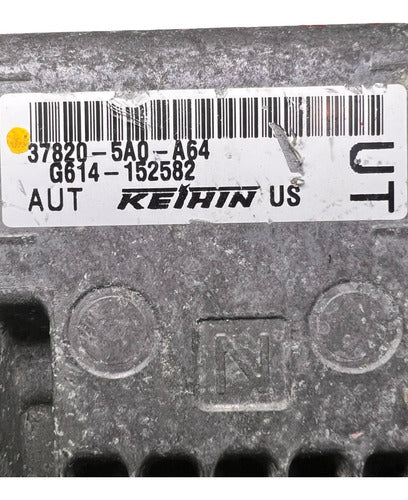 37820-5A0-A64
G614-152582
AUT KEIHIN US
UT
N